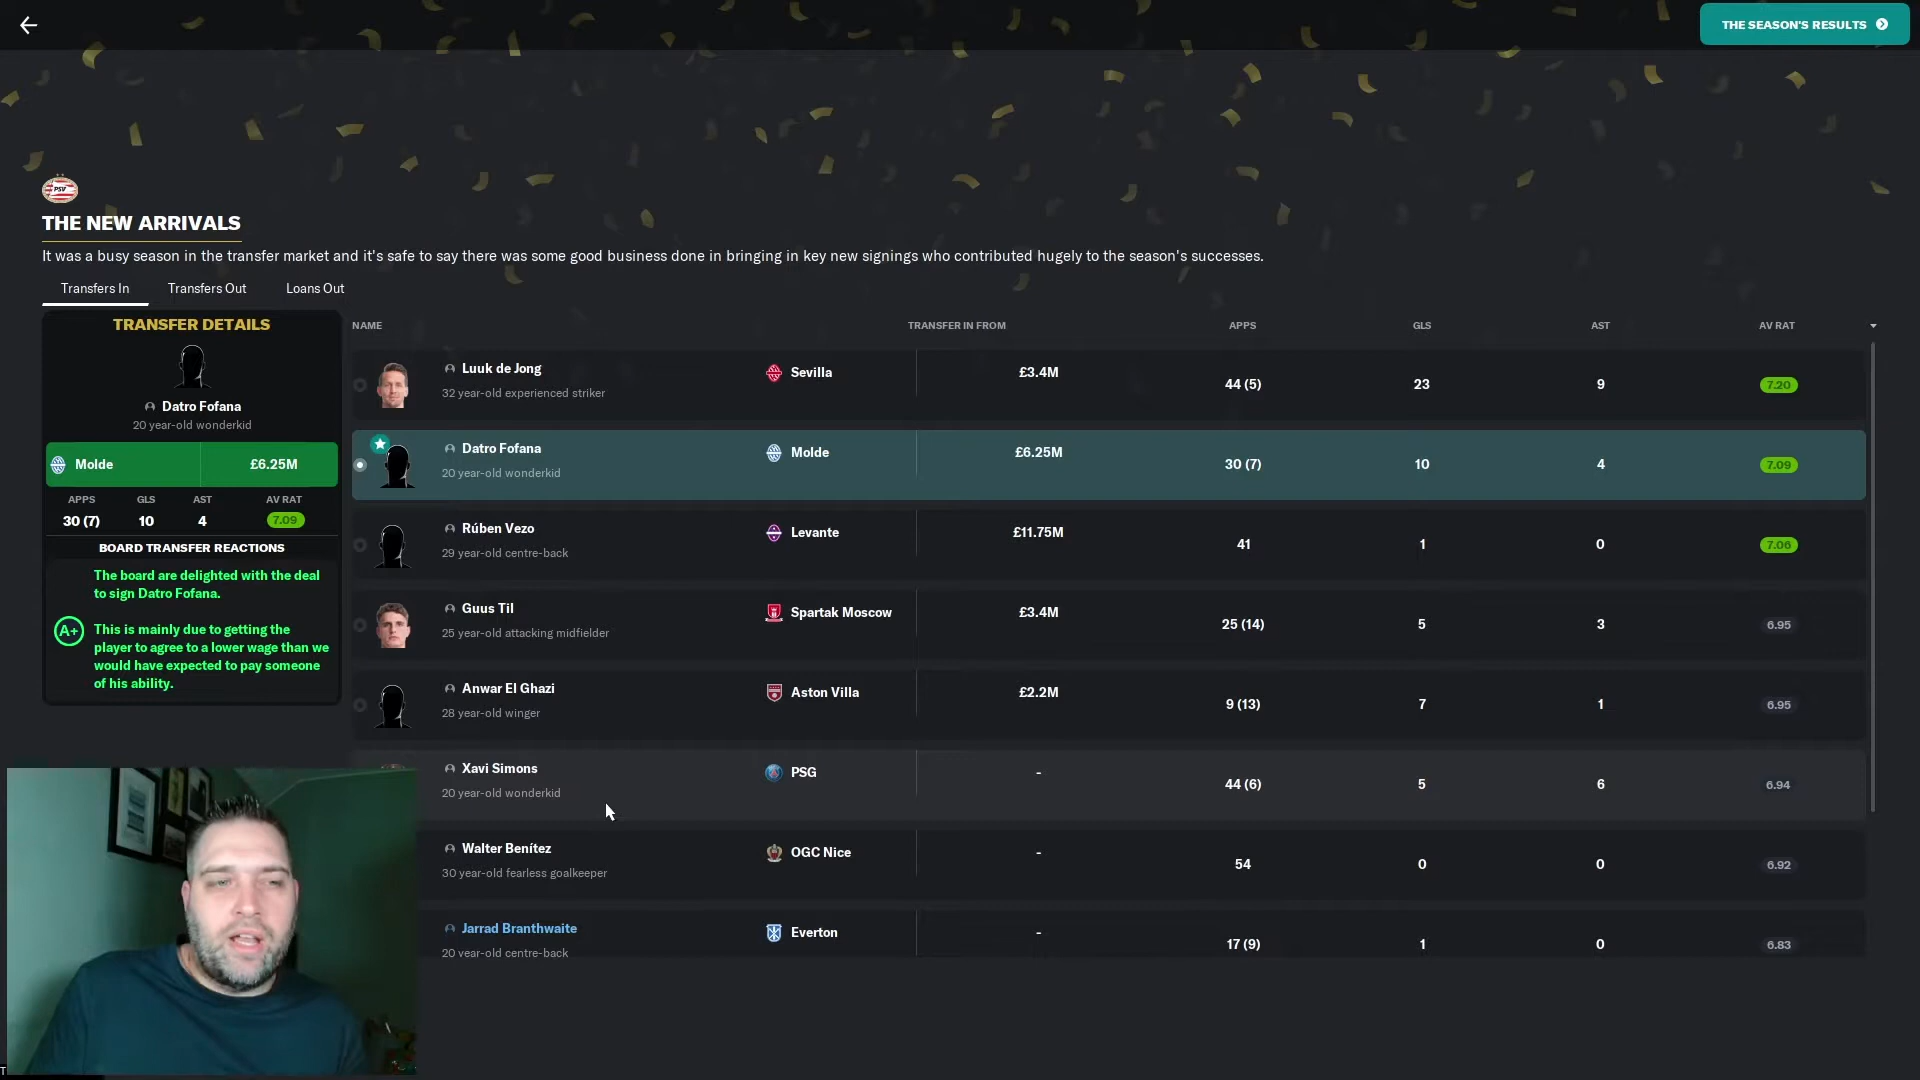 THE SEASON'S RESULTS
PSV
THE NEW ARRIVALS
It was a busy season in the transfer market and it's safe to say there was some good business done in bringing in key new signings who contributed hugely to the season's successes.
Transfers In Transfers Out Loans Out
TRANSFER DETAILS
Datro Fofana
20 year-old wonderkid
Molde £6.25M
APPS GLS AST AV RAT
30 (7) 10 4 7.09
BOARD TRANSFER REACTIONS
The board are delighted with the deal
to sign Datro Fofana.
A+
This is mainly due to getting the
player to agree to a lower wage than we
would have expected to pay someone
of his ability.
NAME TRANSFER IN FROM APPS GLS AST AV RAT
Luuk de Jong Sevilla £3.4M 44 (5) 23 9 7.20
32 year-old experienced striker
Datro Fofana Molde £6.25M 30 (7) 10 4 7.09
20 year-old wonderkid
Rúben Vezo Levante £11.75M 41 1 0 7.06
29 year-old centre-back
Guus Til Spartak Moscow £3.4M 25 (14) 5 3 6.95
25 year-old attacking midfielder
Anwar El Ghazi Aston Villa £2.2M 9 (13) 7 1 6.95
28 year-old winger
Xavi Simons PSG - 44 (6) 5 6 6.94
20 year-old wonderkid
Walter Benítez OGC Nice - 54 0 0 6.92
30 year-old fearless goalkeeper
Jarrad Branthwaite Everton - 17 (9) 1 0 6.83
20 year-old centre-back